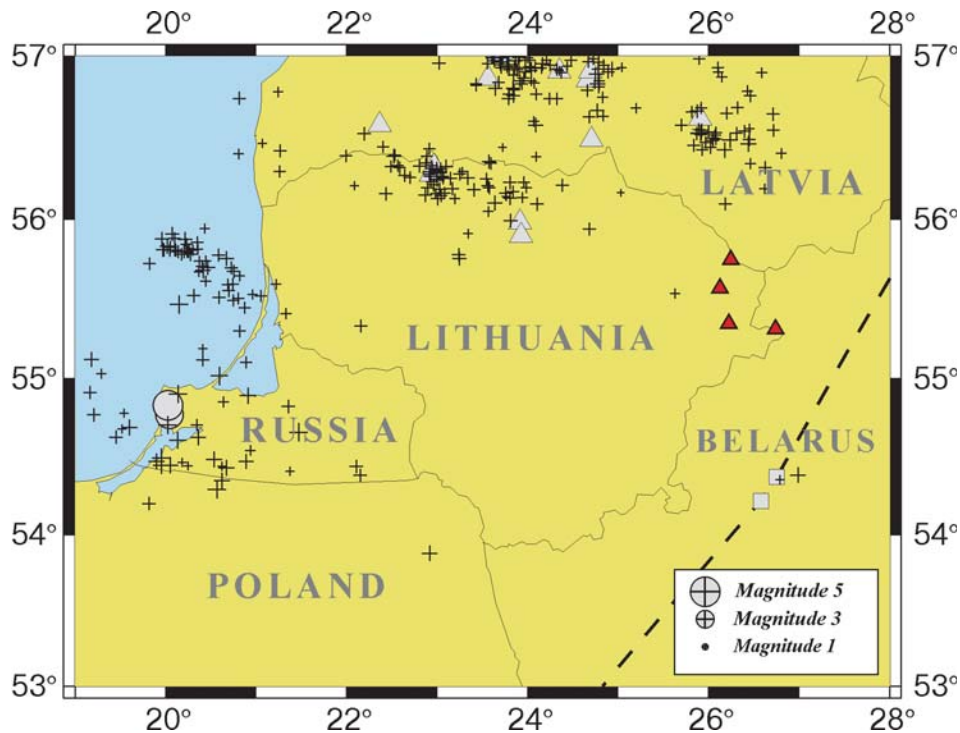 20° 22° 24° 26° 28°
57° 57°
LATVIA
56° 56°
LITHUANIA
55° 55°
RUSSIA
BELARUS
54° 54°
POLAND
Magnitude 5
Magnitude 3
Magnitude 1
53° 53°
20° 22° 24° 26° 28°